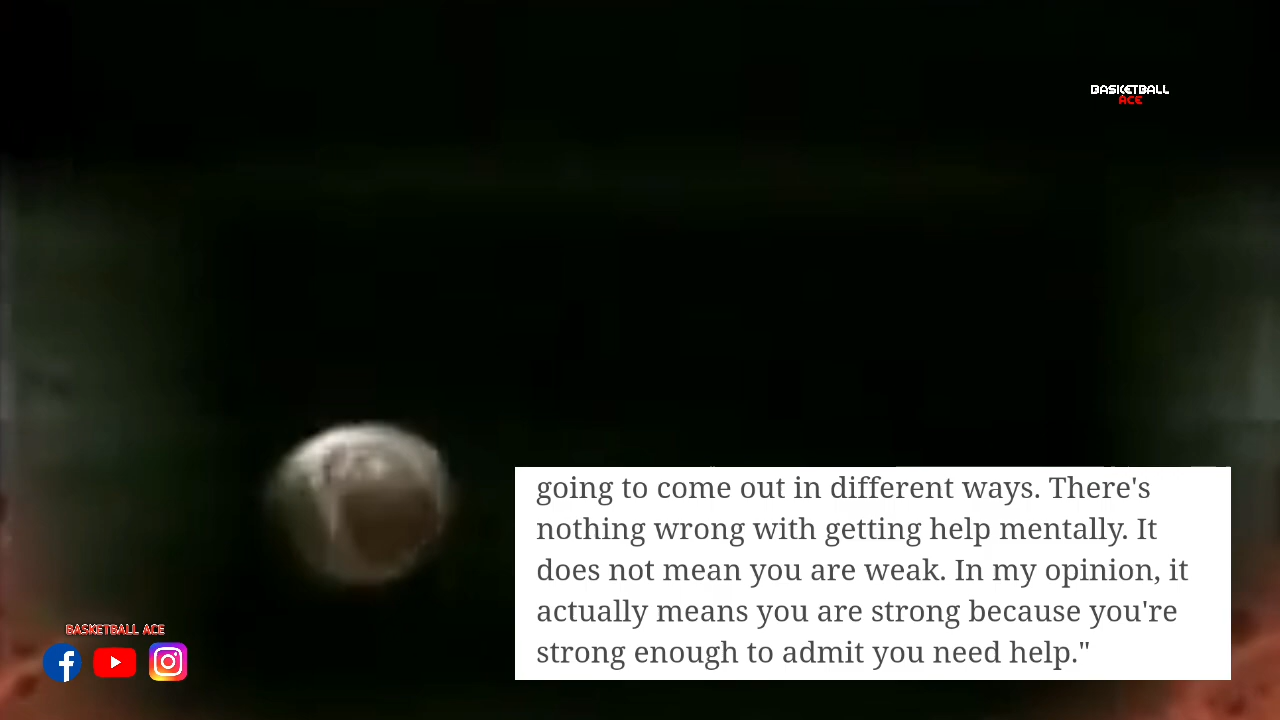 BASKETBALL
ACE
going to come out in different ways. There's
nothing wrong with getting help mentally. It
does not mean you are weak. In my opinion, it
actually means you are strong because you're
strong enough to admit you need help."
BASKETBALL ACE